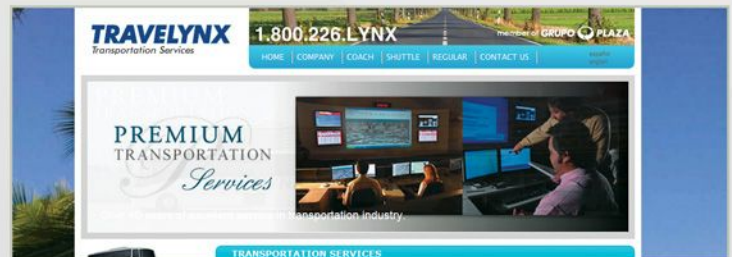 TRAVELYNX
Transportation Services
1.800.226.LYNX
member of GRUPO PLAZA
HOME COMPANY COACH SHUTTLE REGULAR CONTACT US
español
english
PREMIUM
TRANSPORTATION
Services
in transportation industry.
TRANSPORTATION SERVICES